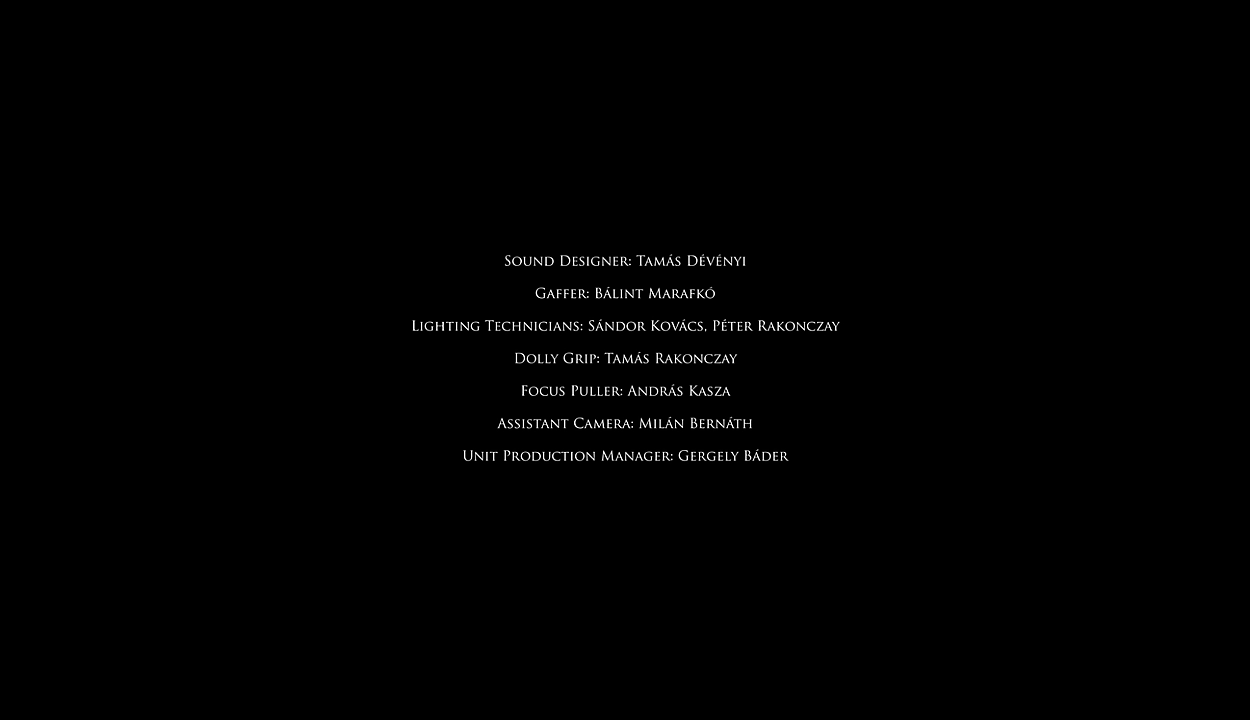 Sound Designer: Tamás Dévényi
Gaffer: Bálint Marafkó
Lighting Technicians: Sándor Kovács, Péter Rakonczay
Dolly Grip: Tamás Rakonczay
Focus Puller: András Kasza
Assistant Camera: Milán Bernáth
Unit Production Manager: Gergely Báder